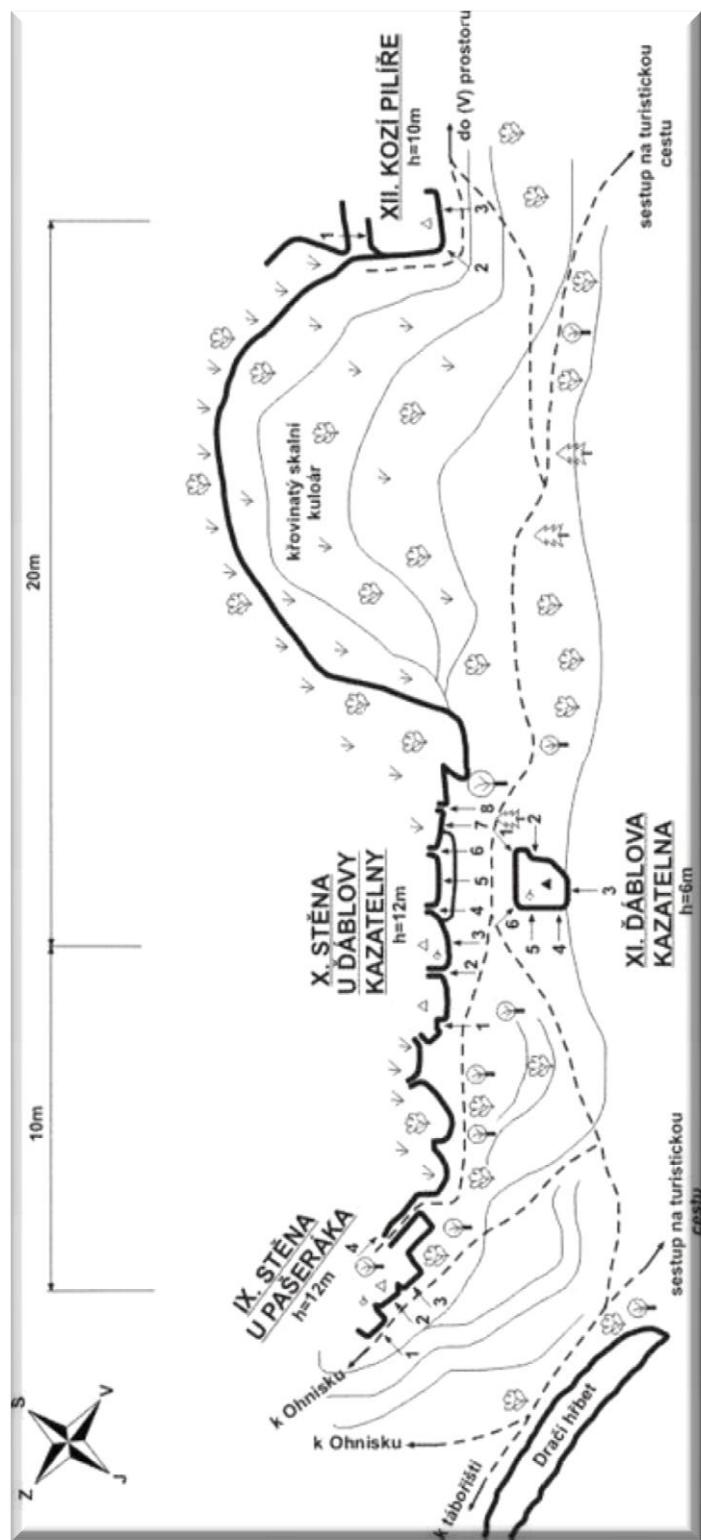 Z
S
J
V
10m
20m
IX. STĚNA
U PAŠERÁKA
h=12m
1
2
3
4
k Ohnisku
k Ohnisku
k tábořišti
Dračí hřbet
sestup na turistickou
cestu
X. STĚNA
U ĎÁBLOVY
KAZATELNY
h=12m
1
2
3
4
5
6
7
8
XI. ĎÁBLOVA
KAZATELNA
h=6m
1
2
3
4
5
6
křovinatý skalní
kuloár
XII. KOZÍ PILÍŘE
h=10m
1
2
3
do (V) prostoru
sestup na turistickou
cestu